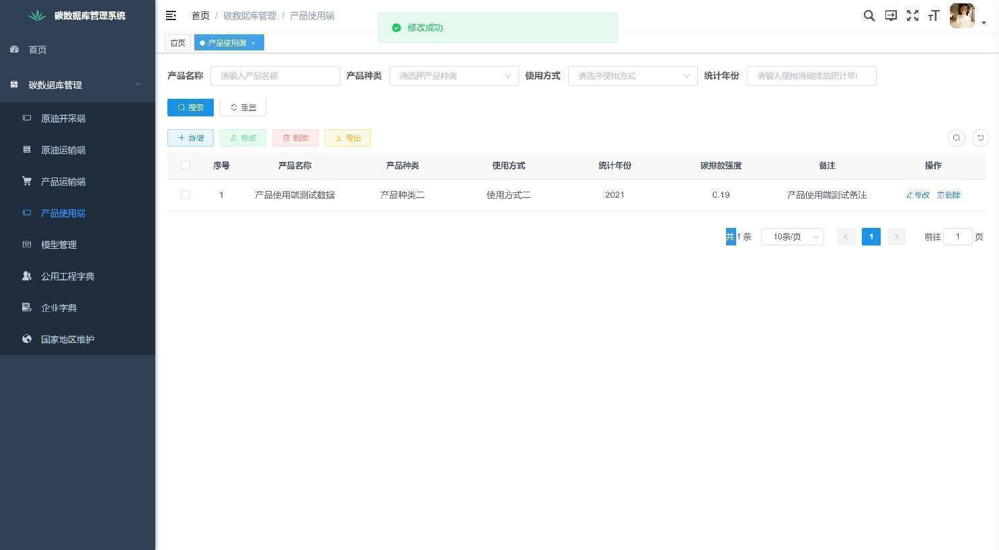 碳数据库管理系统
首页
碳数据库管理
原油开采端
原油运输端
产品运输端
产品使用端
模型管理
公用工程字典
企业字典
国家地区维护
首页 / 碳数据库管理 / 产品使用端
修改成功
首页 产品使用端 ×
产品名称 请输入产品名称 产品种类 请选择产品种类 使用方式 请选择使用方式 统计年份 请输入使用端碳排放统计年份
搜索 重置
新增 修改 删除 导出
序号 产品名称 产品种类 使用方式 统计年份 碳排放强度 备注 操作
1 产品使用端测试数据 产品种类二 使用方式二 2021 0.19 产品使用端测试备注 修改 删除
共 1 条 10条/页 < 1 > 前往 1 页